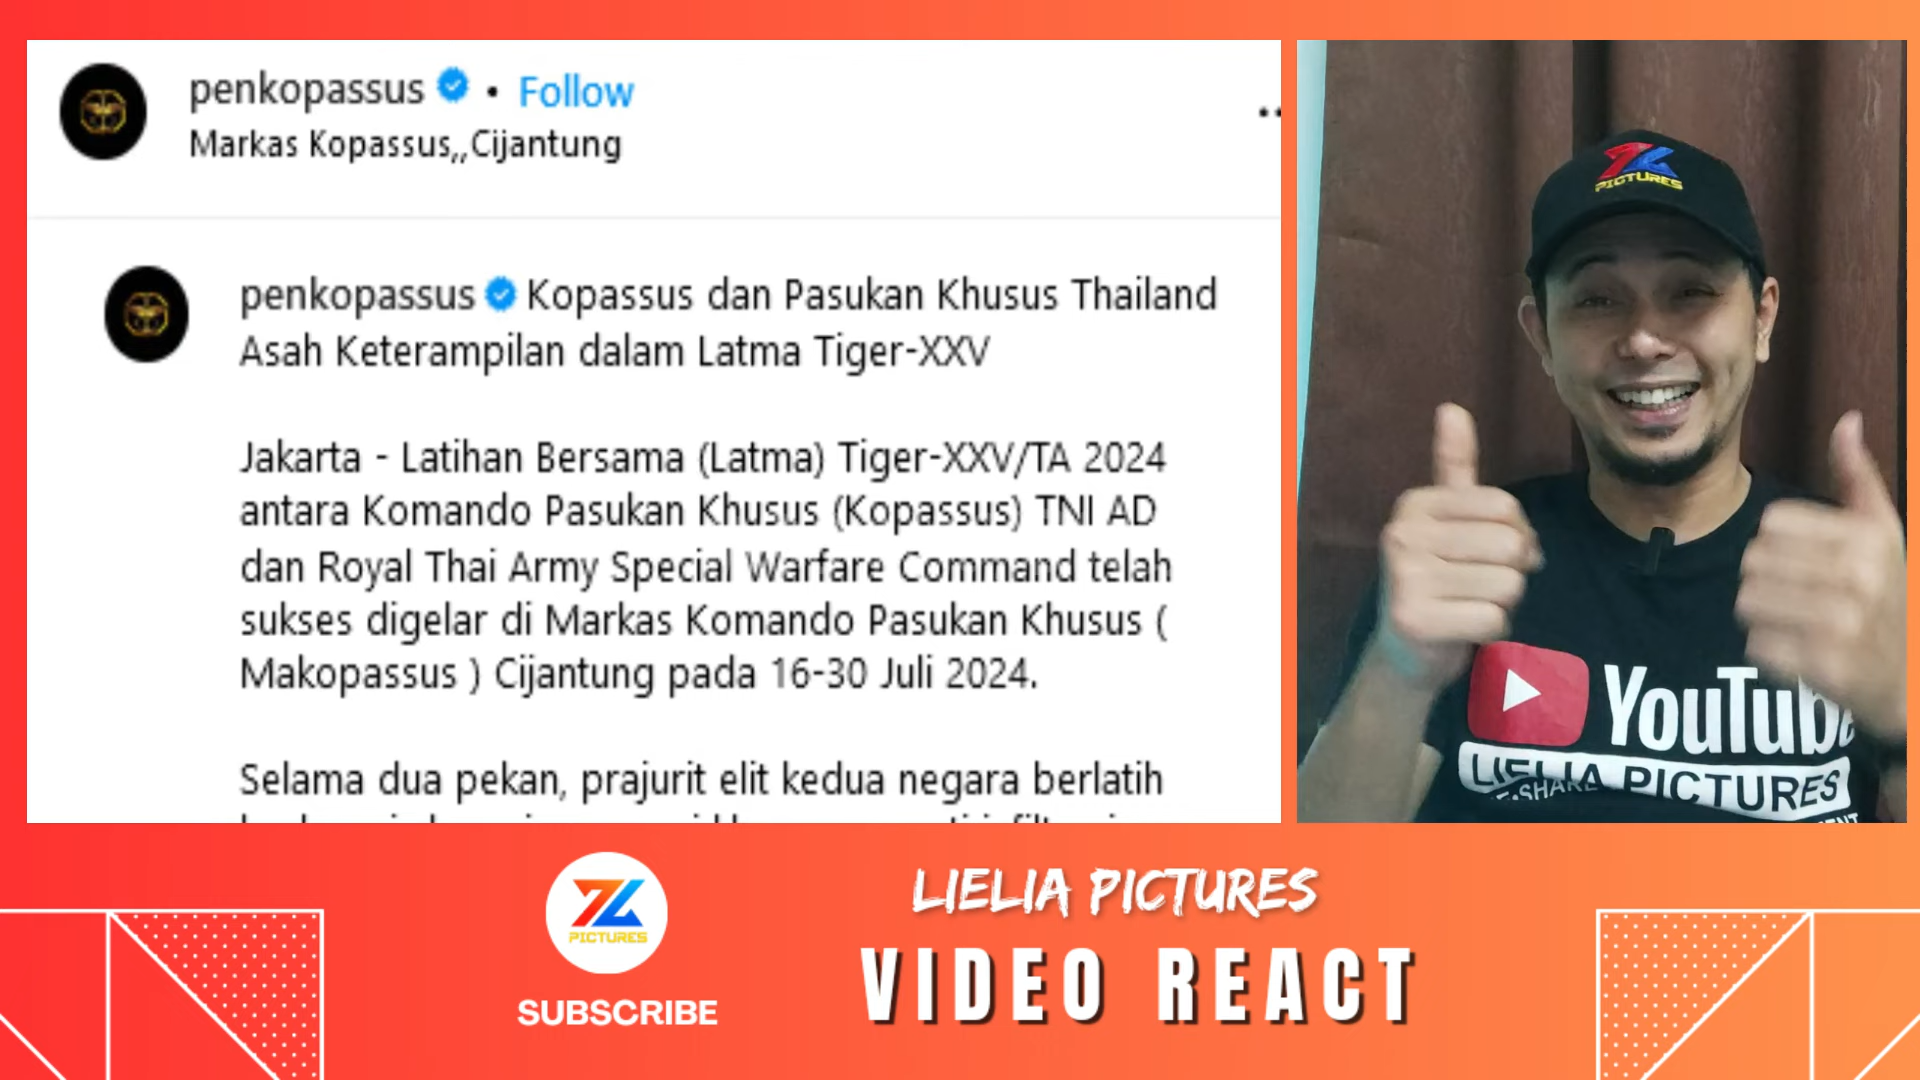 penkopassus • Follow
Markas Kopassus,,Cijantung
penkopassus Kopassus dan Pasukan Khusus Thailand
Asah Keterampilan dalam Latma Tiger-XXV
Jakarta - Latihan Bersama (Latma) Tiger-XXV/TA 2024
antara Komando Pasukan Khusus (Kopassus) TNI AD
dan Royal Thai Army Special Warfare Command telah
sukses digelar di Markas Komando Pasukan Khusus (
Makopassus ) Cijantung pada 16-30 Juli 2024.
Selama dua pekan, prajurit elit kedua negara berlatih
ZL
PICTURES
YouTube
LIELIA PICTURES
ZL
PICTURES
SUBSCRIBE
LIELIA PICTURES
VIDEO REACT